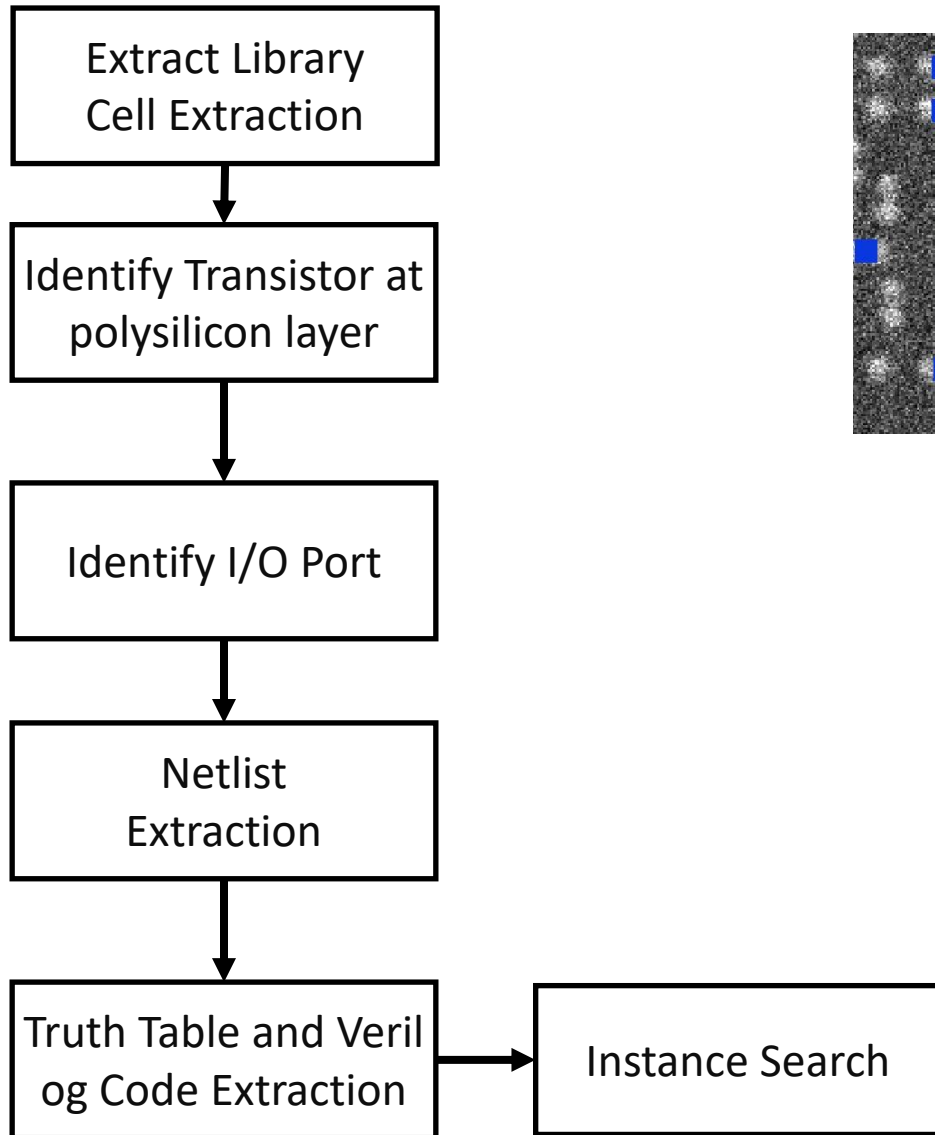 Extract Library
Cell Extraction
Identify Transistor at
polysilicon layer
Identify I/O Port
Netlist
Extraction
Truth Table and Veril
og Code Extraction
Instance Search